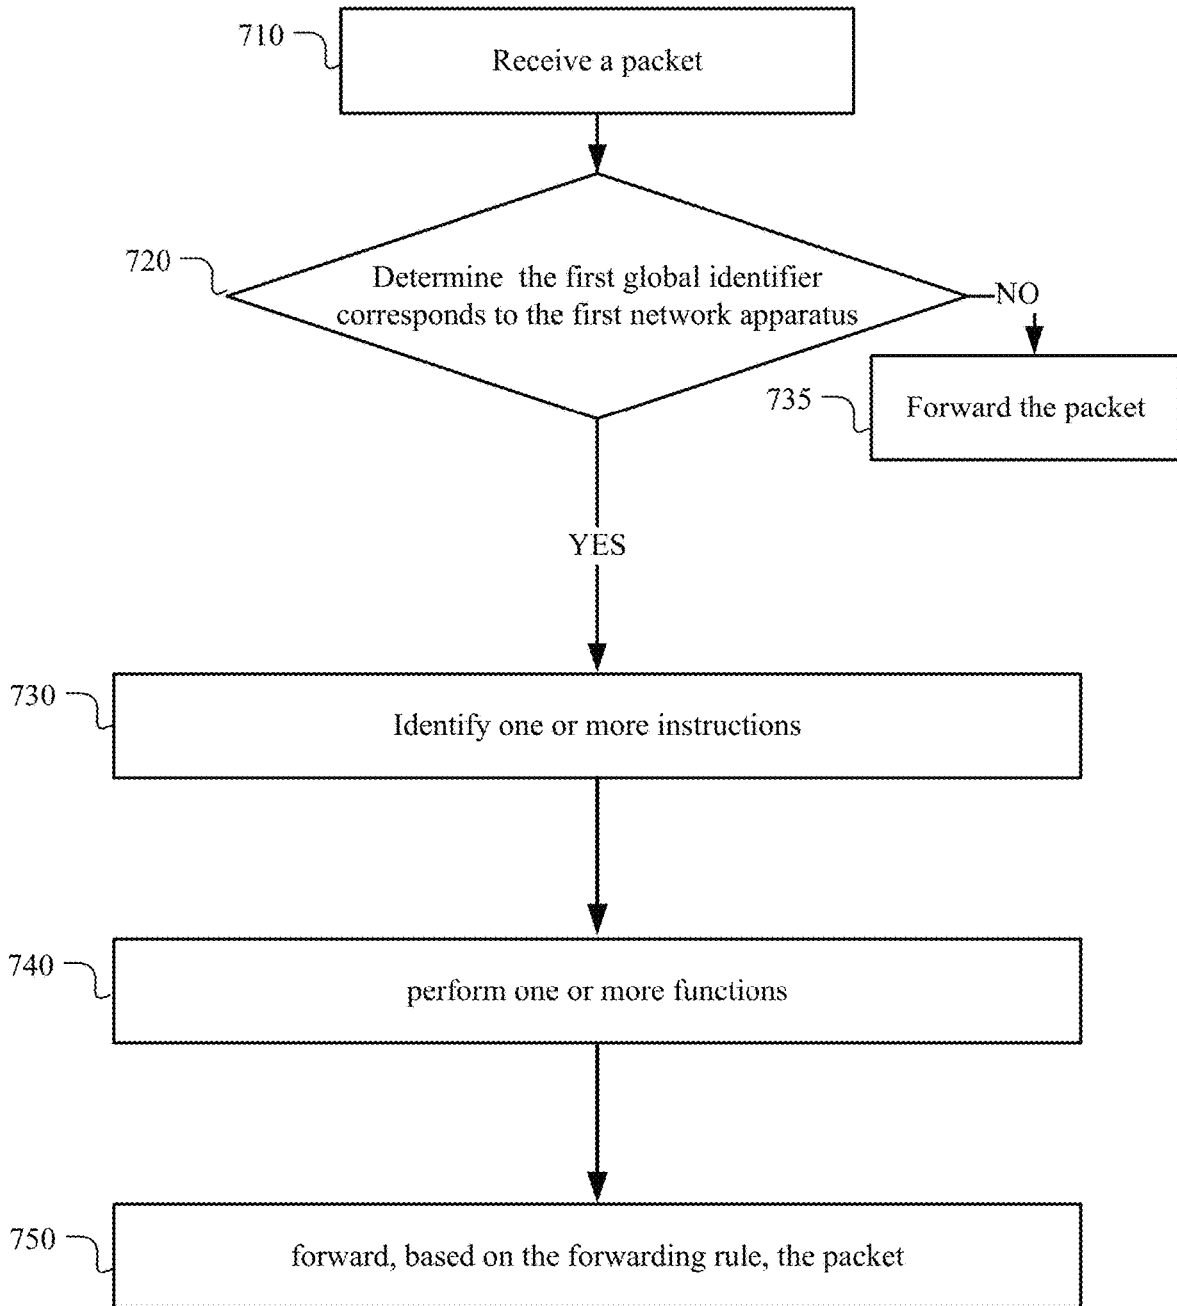 710
Receive a packet
720
Determine the first global identifier
corresponds to the first network apparatus
NO
735
Forward the packet
YES
730
Identify one or more instructions
740
perform one or more functions
750
forward, based on the forwarding rule, the packet